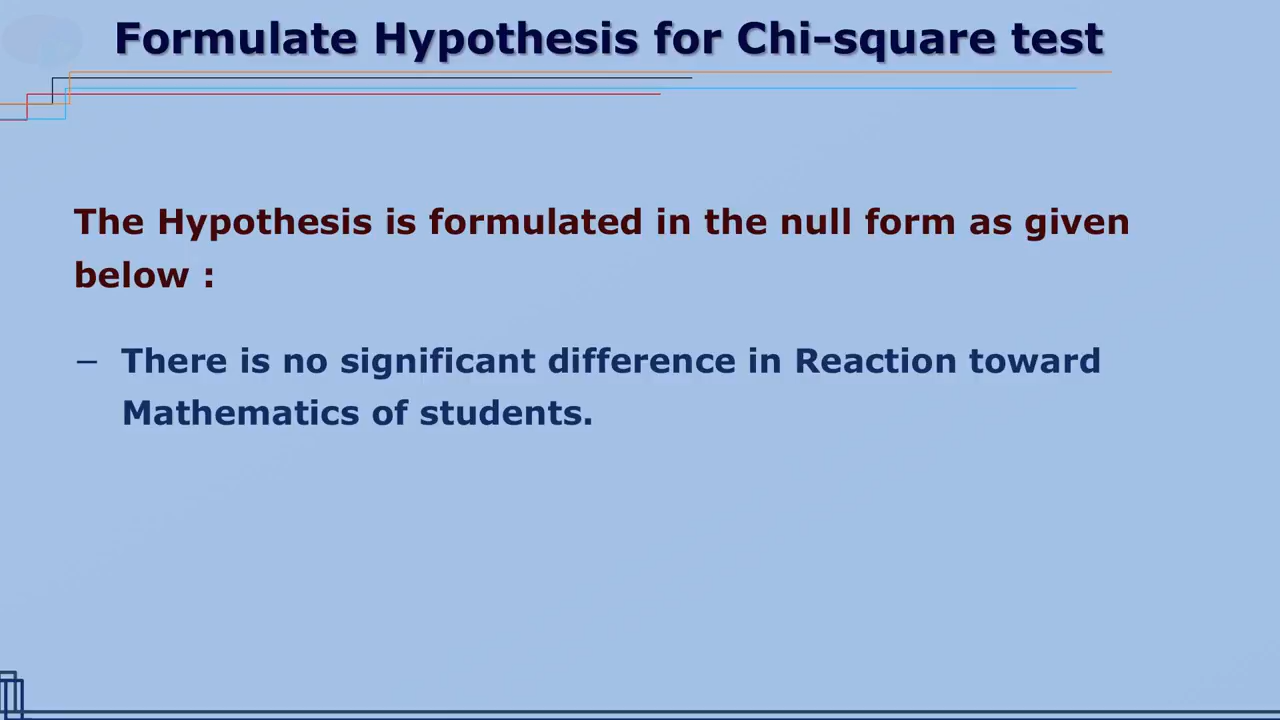 Formulate Hypothesis for Chi-square test
The Hypothesis is formulated in the null form as given
below :
– There is no significant difference in Reaction toward
Mathematics of students.